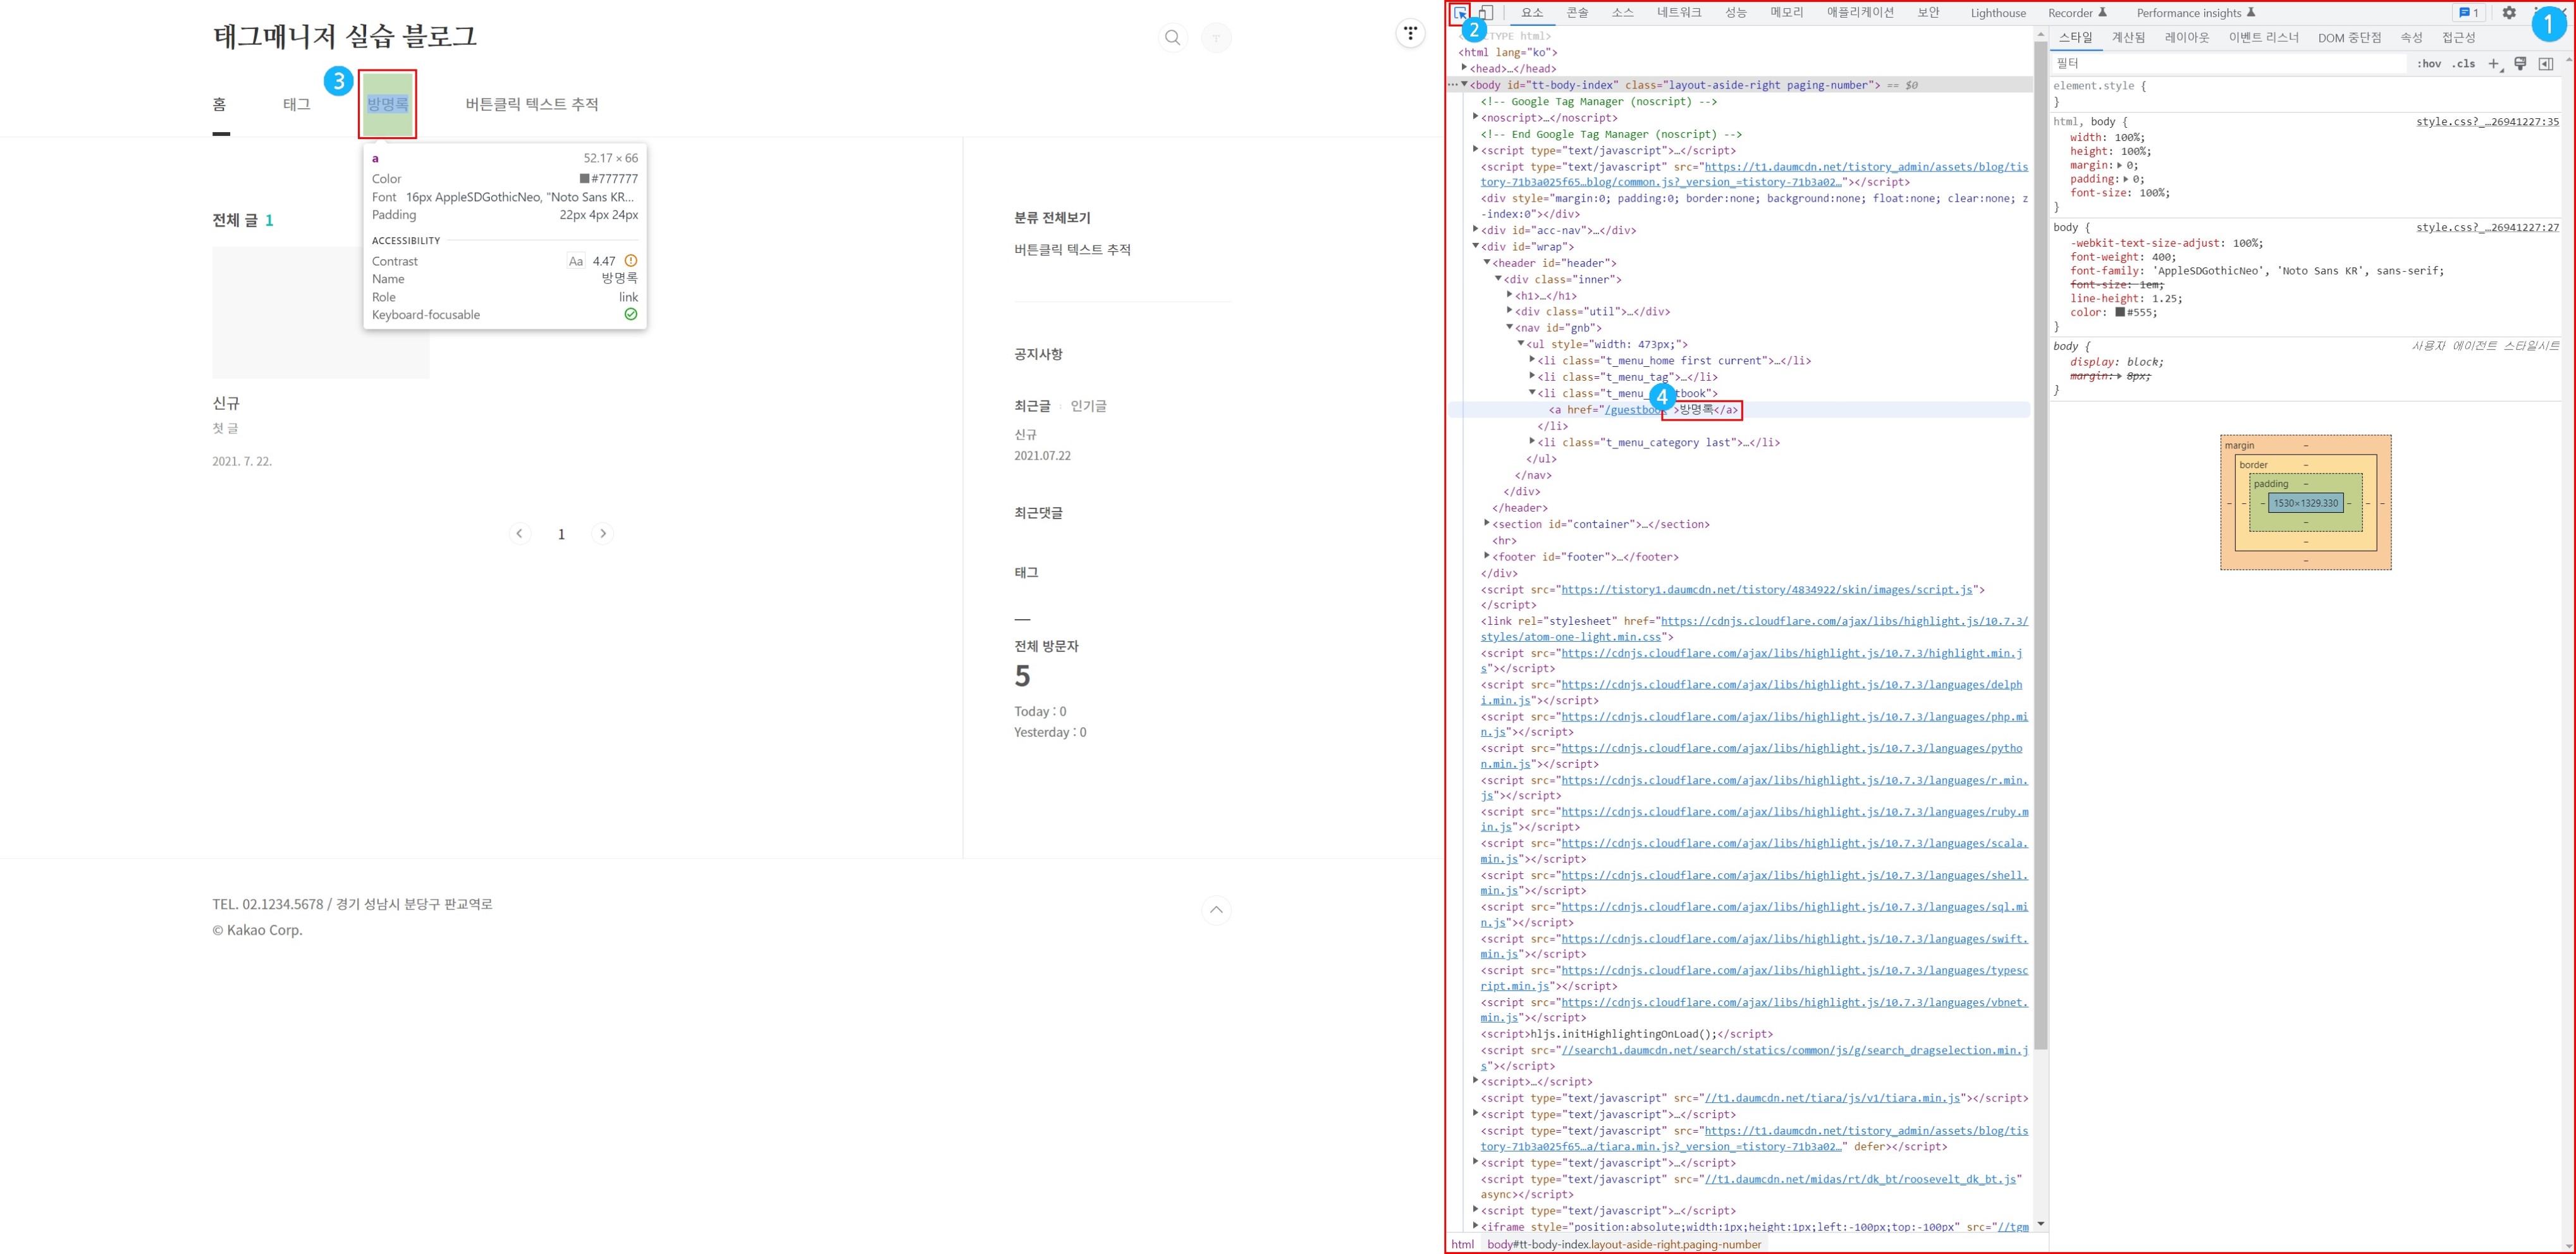 태그매니저 실습 블로그
3
홈 태그 방명록 버튼클릭 텍스트 추적
a 52.17 × 66
Color #777777
Font 16px AppleSDGothicNeo, "Noto Sans KR...
Padding 22px 4px 24px
ACCESSIBILITY
Contrast Aa 4.47
Name 방명록
Role link
Keyboard-focusable
전체 글 1
신규
첫 글
2021. 7. 22.
1
분류 전체보기
버튼클릭 텍스트 추적
공지사항
최근글 인기글
신규
2021.07.22
최근댓글
태그
전체 방문자
5
Today : 0
Yesterday : 0
TEL. 02.1234.5678 / 경기 성남시 분당구 판교역로
© Kakao Corp.
요소 콘솔 소스 네트워크 성능 메모리 애플리케이션 보안 Lighthouse Recorder Performance insights 1
1
2
TYPE html>
<html lang="ko">
<head>…</head>
<body id="tt-body-index" class="layout-aside-right paging-number"> == $0
<!-- Google Tag Manager (noscript) -->
<noscript>…</noscript>
<!-- End Google Tag Manager (noscript) -->
<script type="text/javascript">…</script>
<script type="text/javascript" src="https://t1.daumcdn.net/tistory_admin/assets/blog/tis
tory-71b3a025f65…blog/common.js?_version_=tistory-71b3a02…"></script>
<div style="margin:0; padding:0; border:none; background:none; float:none; clear:none; z
-index:0"></div>
<div id="acc-nav">…</div>
<div id="wrap">
<header id="header">
<div class="inner">
<h1>…</h1>
<div class="util">…</div>
<nav id="gnb">
<ul style="width: 473px;">
<li class="t_menu_home first current">…</li>
<li class="t_menu_tag">…</li>
4
<li class="t_menu_ tbook">
<a href="/guestboo ">방명록</a>
</li>
<li class="t_menu_category last">…</li>
</ul>
</nav>
</div>
</header>
<section id="container">…</section>
<hr>
<footer id="footer">…</footer>
</div>
<script src="https://tistory1.daumcdn.net/tistory/4834922/skin/images/script.js">
</script>
<link rel="stylesheet" href="https://cdnjs.cloudflare.com/ajax/libs/highlight.js/10.7.3/
styles/atom-one-light.min.css">
<script src="https://cdnjs.cloudflare.com/ajax/libs/highlight.js/10.7.3/highlight.min.j
s"></script>
<script src="https://cdnjs.cloudflare.com/ajax/libs/highlight.js/10.7.3/languages/delph
i.min.js"></script>
<script src="https://cdnjs.cloudflare.com/ajax/libs/highlight.js/10.7.3/languages/php.mi
n.js"></script>
<script src="https://cdnjs.cloudflare.com/ajax/libs/highlight.js/10.7.3/languages/pytho
n.min.js"></script>
<script src="https://cdnjs.cloudflare.com/ajax/libs/highlight.js/10.7.3/languages/r.min.
js"></script>
<script src="https://cdnjs.cloudflare.com/ajax/libs/highlight.js/10.7.3/languages/ruby.m
in.js"></script>
<script src="https://cdnjs.cloudflare.com/ajax/libs/highlight.js/10.7.3/languages/scala.
min.js"></script>
<script src="https://cdnjs.cloudflare.com/ajax/libs/highlight.js/10.7.3/languages/shell.
min.js"></script>
<script src="https://cdnjs.cloudflare.com/ajax/libs/highlight.js/10.7.3/languages/sql.mi
n.js"></script>
<script src="https://cdnjs.cloudflare.com/ajax/libs/highlight.js/10.7.3/languages/swift.
min.js"></script>
<script src="https://cdnjs.cloudflare.com/ajax/libs/highlight.js/10.7.3/languages/typesc
ript.min.js"></script>
<script src="https://cdnjs.cloudflare.com/ajax/libs/highlight.js/10.7.3/languages/vbnet.
min.js"></script>
<script>hljs.initHighlightingOnLoad();</script>
<script src="//search1.daumcdn.net/search/statics/common/js/g/search_dragselection.min.j
s"></script>
<script>…</script>
<script type="text/javascript" src="//t1.daumcdn.net/tiara/js/v1/tiara.min.js"></script>
<script type="text/javascript">…</script>
<script type="text/javascript" src="https://t1.daumcdn.net/tistory_admin/assets/blog/tis
tory-71b3a025f65…a/tiara.min.js?_version_=tistory-71b3a02…" defer></script>
<script type="text/javascript">…</script>
<script type="text/javascript" src="//t1.daumcdn.net/midas/rt/dk_bt/roosevelt_dk_bt.js"
async></script>
<script type="text/javascript">…</script>
<iframe style="position:absolute;width:1px;height:1px;left:-100px;top:-100px" src="//tgm
html body#tt-body-index.layout-aside-right.paging-number
스타일 계산됨 레이아웃 이벤트 리스너 DOM 중단점 속성 접근성
필터 :hov .cls
element.style {
}
html, body { style.css?_…26941227:35
width: 100%;
height: 100%;
margin: 0;
padding: 0;
font-size: 100%;
}
body { style.css?_…26941227:27
-webkit-text-size-adjust: 100%;
font-weight: 400;
font-family: 'AppleSDGothicNeo', 'Noto Sans KR', sans-serif;
font-size: 1em;
line-height: 1.25;
color: #555;
}
body { 사용자 에이전트 스타일시트
display: block;
margin: 8px;
}
margin
border
padding
1530×1329.330